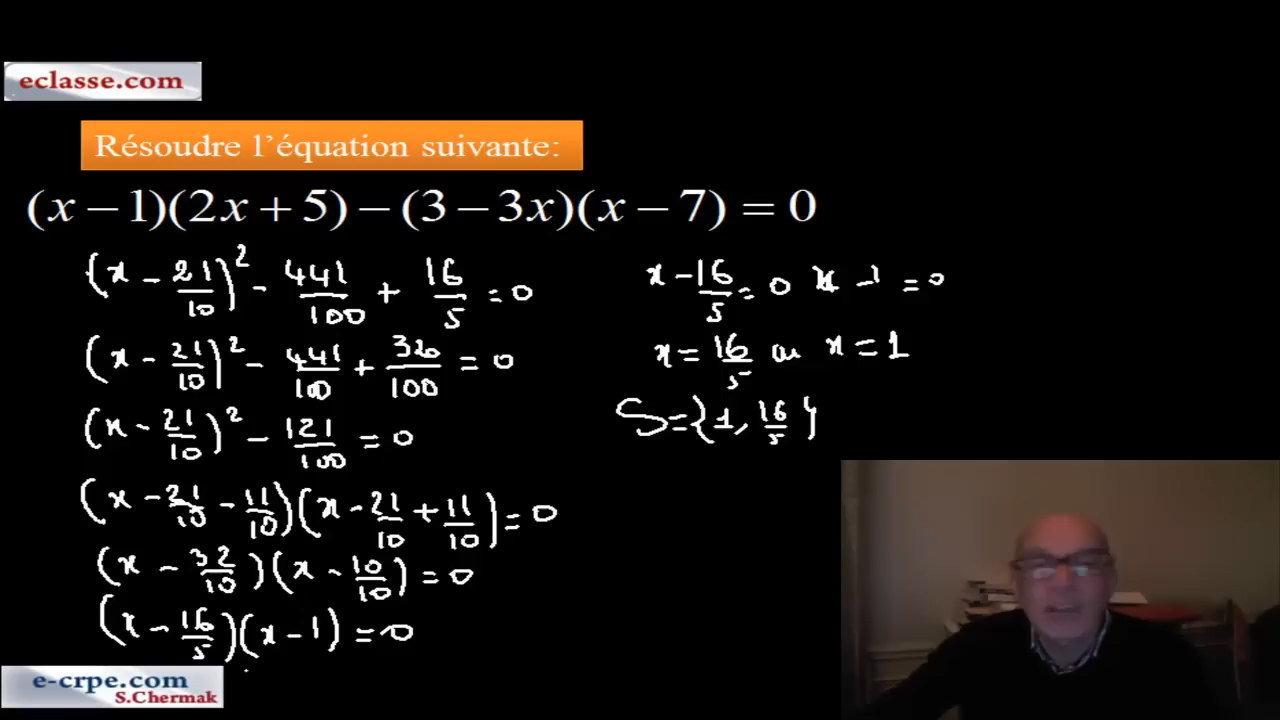 eclasse.com
Résoudre l'équation suivante:
(x − 1)(2x + 5) − (3 − 3x)(x − 7) = 0
(x − 21/10)² − 441/100 + 16/5 = 0
(x − 21/10)² − 441/100 + 320/100 = 0
(x − 21/10)² − 121/100 = 0
(x − 21/10 − 11/10)(x − 21/10 + 11/10) = 0
(x − 32/10)(x − 10/10) = 0
(x − 16/5)(x − 1) = 0
x − 16/5 = 0 x − 1 = 0
x = 16/5 ou x = 1
S = {1, 16/5}
e-crpe.com
S.Chermak